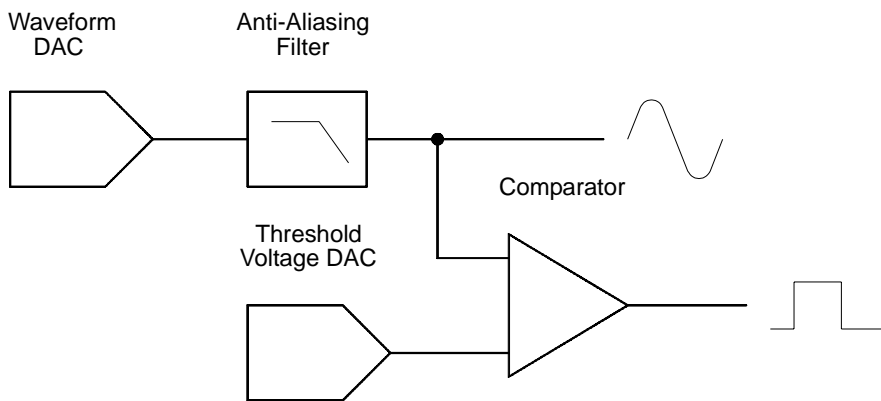 Waveform
DAC
Anti-Aliasing
Filter
Comparator
Threshold
Voltage DAC